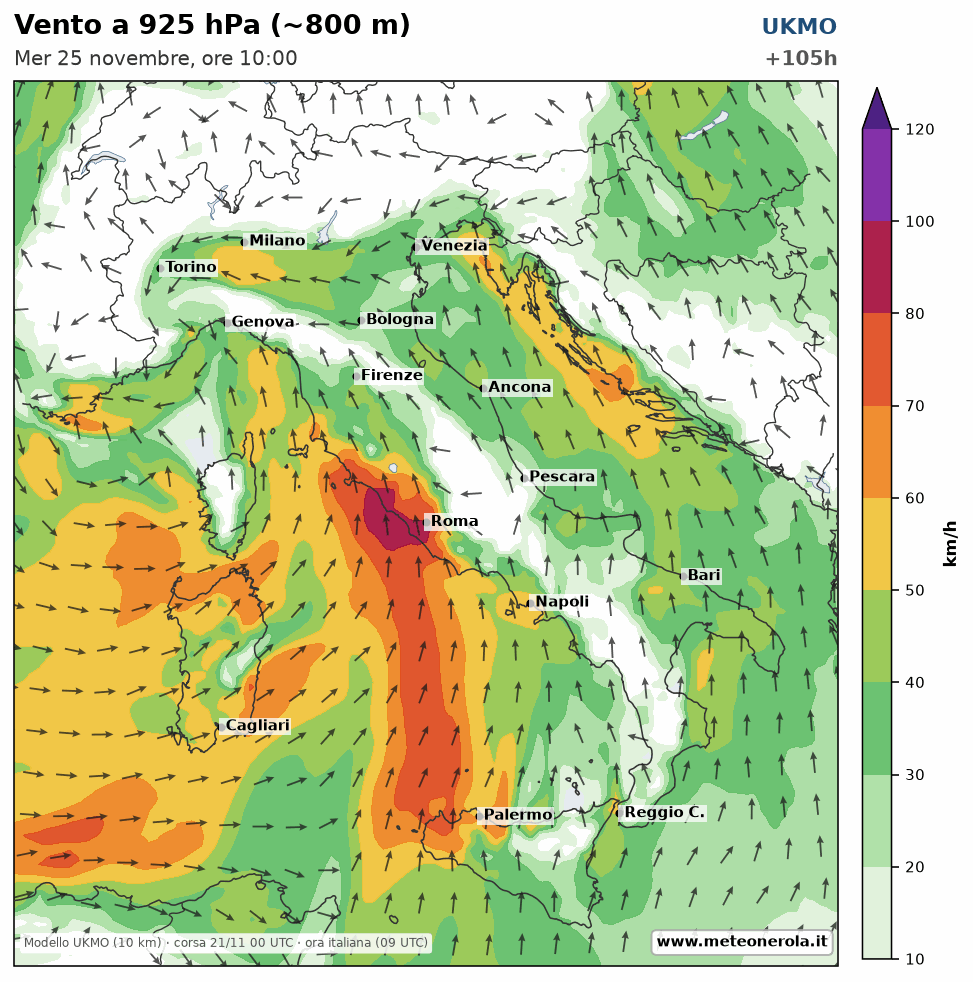 Vento a 925 hPa (~800 m)
UKMO
Mer 25 novembre, ore 10:00
+105h
Milano
Venezia
Torino
Genova
Bologna
Firenze
Ancona
Pescara
Roma
Bari
Napoli
Cagliari
Palermo
Reggio C.
120
100
80
70
60
50
40
30
20
10
km/h
Modello UKMO (10 km) · corsa 21/11 00 UTC · ora italiana (09 UTC)
www.meteonerola.it